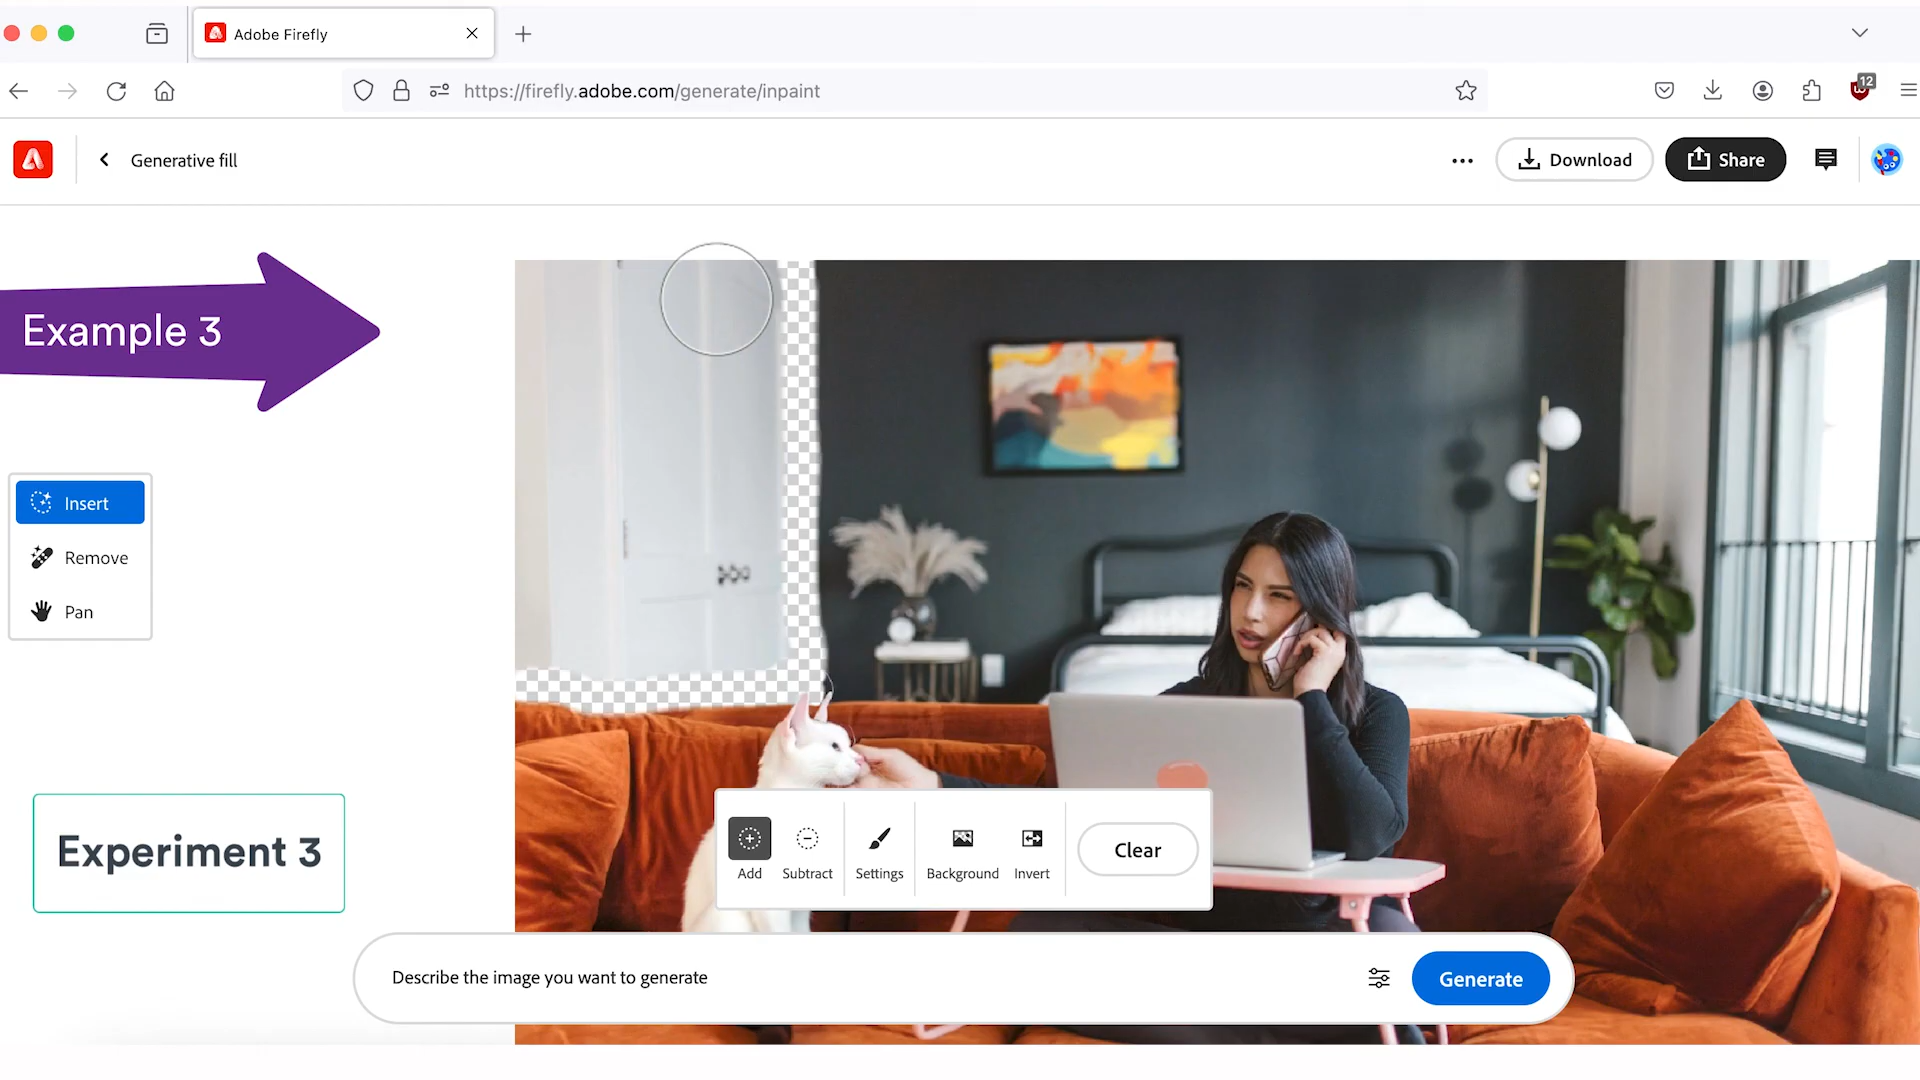 Adobe Firefly
12
https://firefly.adobe.com/generate/inpaint
Generative fill
Download
Share
Example 3
Insert
Remove
Pan
Experiment 3
Add
Subtract
Settings
Background
Invert
Clear
Describe the image you want to generate
Generate